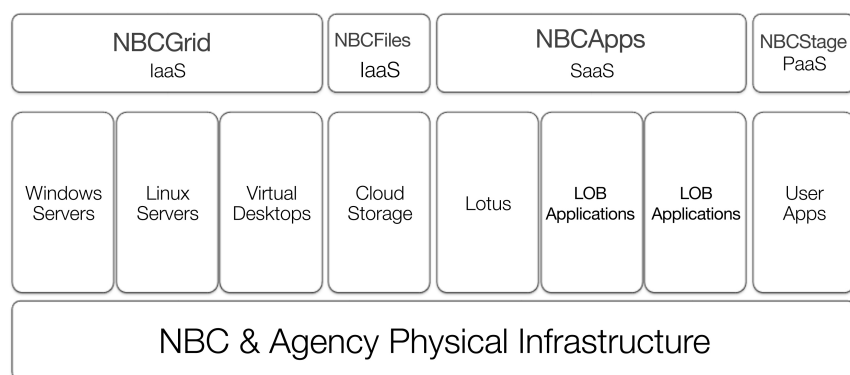 NBCGrid
IaaS
NBCFiles
IaaS
NBCApps
SaaS
NBCStage
PaaS
Windows
Servers
Linux
Servers
Virtual
Desktops
Cloud
Storage
Lotus
LOB
Applications
LOB
Applications
User
Apps
NBC & Agency Physical Infrastructure